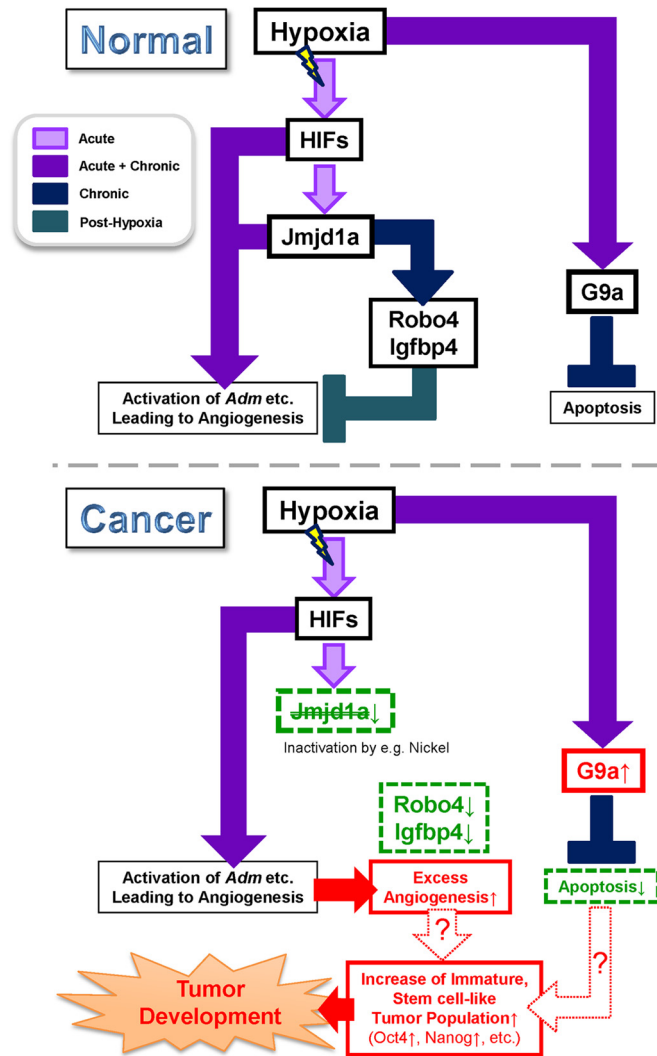 Normal
Hypoxia
Acute
Acute + Chronic
Chronic
Post-Hypoxia
HIFs
Jmjd1a
Robo4
Igfbp4
G9a
Activation of Adm etc.
Leading to Angiogenesis
Apoptosis
Cancer
Hypoxia
HIFs
Jmjd1a↓
Inactivation by e.g. Nickel
G9a↑
Robo4↓
Igfbp4↓
Activation of Adm etc.
Leading to Angiogenesis
Excess
Angiogenesis↑
Apoptosis↓
?
?
Tumor
Development
Increase of Immature,
Stem cell-like
Tumor Population↑
(Oct4↑, Nanog↑, etc.)